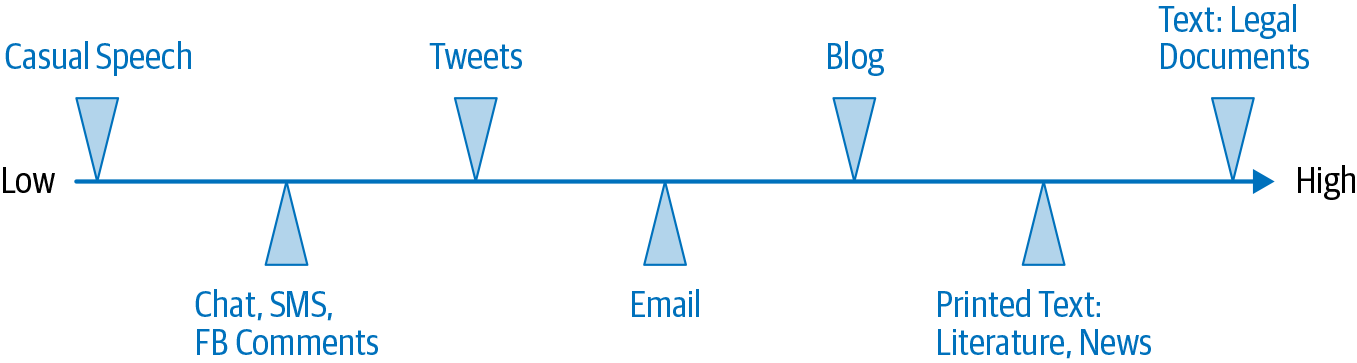 Text: Legal
Casual Speech
Tweets
Blog
Documents
Low
High
Chat, SMS,
FB Comments
Email
Printed Text:
Literature, News